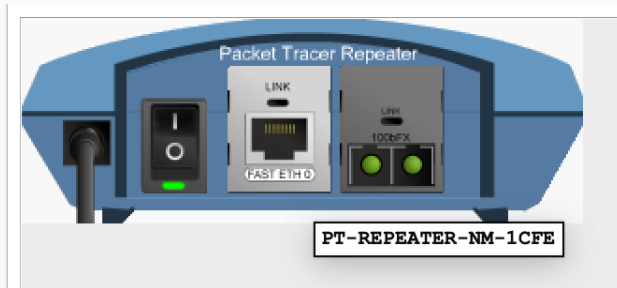 Packet Tracer Repeater
LINK
LINK
100bFX
FAST ETH 0
PT-REPEATER-NM-1CFE